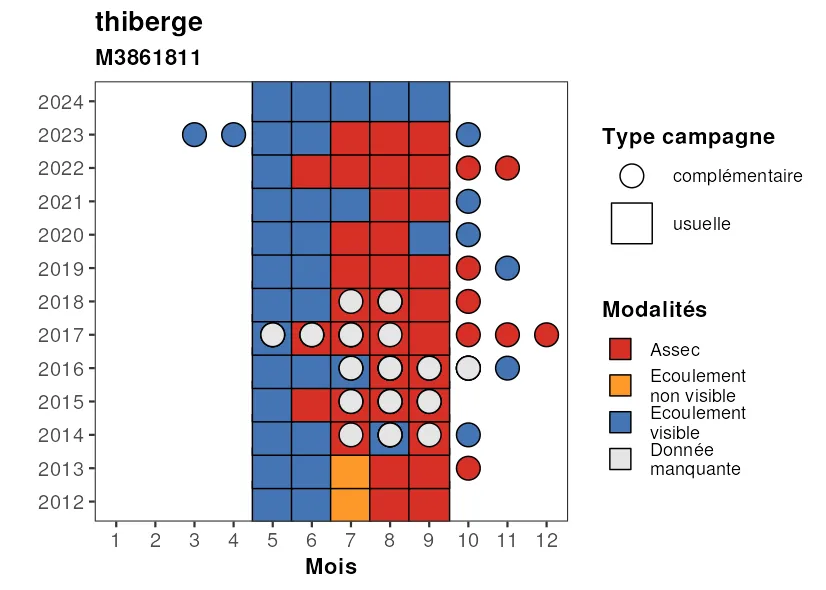 thiberge
M3861811
2024
2023
2022
2021
2020
2019
2018
2017
2016
2015
2014
2013
2012
1 2 3 4 5 6 7 8 9 10 11 12
Mois
Type campagne
complémentaire
usuelle
Modalités
Assec
Ecoulement
non visible
Ecoulement
visible
Donnée
manquante